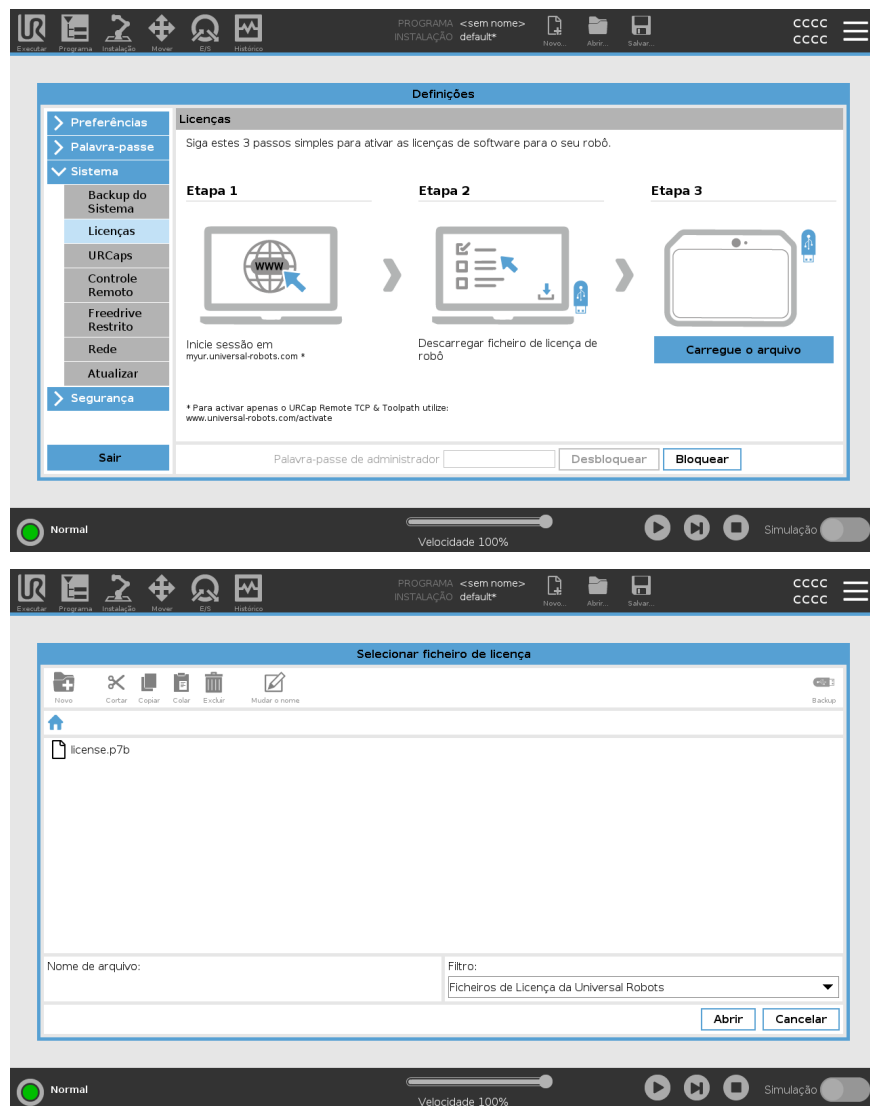 PROGRAMA <sem nome>
INSTALAÇÃO default*
CCCC
CCCC
Executar Programa Instalação Mover E/S Histórico Novo... Abrir... Salvar...
Definições
Preferências
Palavra-passe
Sistema
Backup do
Sistema
Licenças
URCaps
Controle
Remoto
Freedrive
Restrito
Rede
Atualizar
Segurança
Sair
Licenças
Siga estes 3 passos simples para ativar as licenças de software para o seu robô.
Etapa 1
www
Inicie sessão em
myur.universal-robots.com *
Etapa 2
Descarregar ficheiro de licença de
robô
Etapa 3
Carregue o arquivo
* Para activar apenas o URCap Remote TCP & Toolpath utilize:
www.universal-robots.com/activate
Palavra-passe de administrador Desbloquear Bloquear
Normal
Velocidade 100%
Simulação
PROGRAMA <sem nome>
INSTALAÇÃO default*
CCCC
CCCC
Executar Programa Instalação Mover E/S Histórico Novo... Abrir... Salvar...
Selecionar ficheiro de licença
Novo Cortar Copiar Colar Excluir Mudar o nome Backup
license.p7b
Nome de arquivo:
Filtro:
Ficheiros de Licença da Universal Robots
Abrir Cancelar
Normal
Velocidade 100%
Simulação